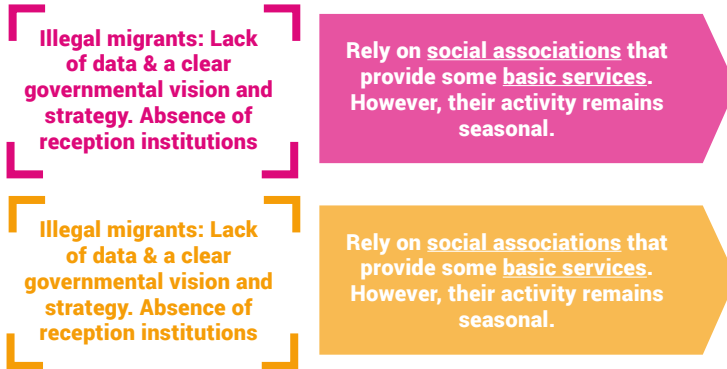 Illegal migrants: Lack
of data & a clear
governmental vision and
strategy. Absence of
reception institutions
Rely on social associations that
provide some basic services.
However, their activity remains
seasonal.
Illegal migrants: Lack
of data & a clear
governmental vision and
strategy. Absence of
reception institutions
Rely on social associations that
provide some basic services.
However, their activity remains
seasonal.